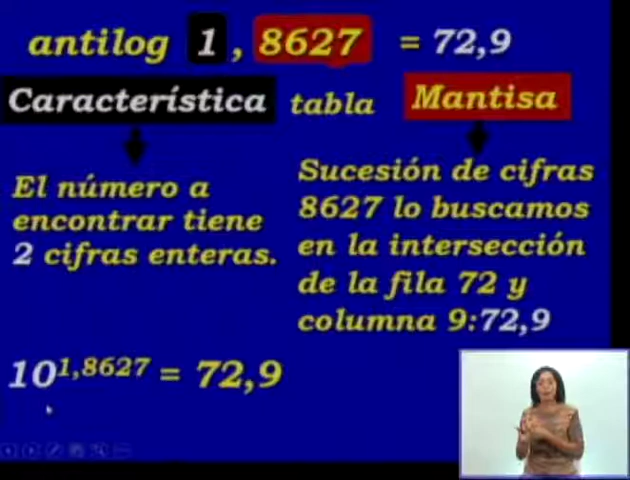 antilog 1 , 8627 = 72,9
Característica tabla Mantisa
El número a
encontrar tiene
2 cifras enteras.
Sucesión de cifras
8627 lo buscamos
en la intersección
de la fila 72 y
columna 9:72,9
10^1,8627 = 72,9